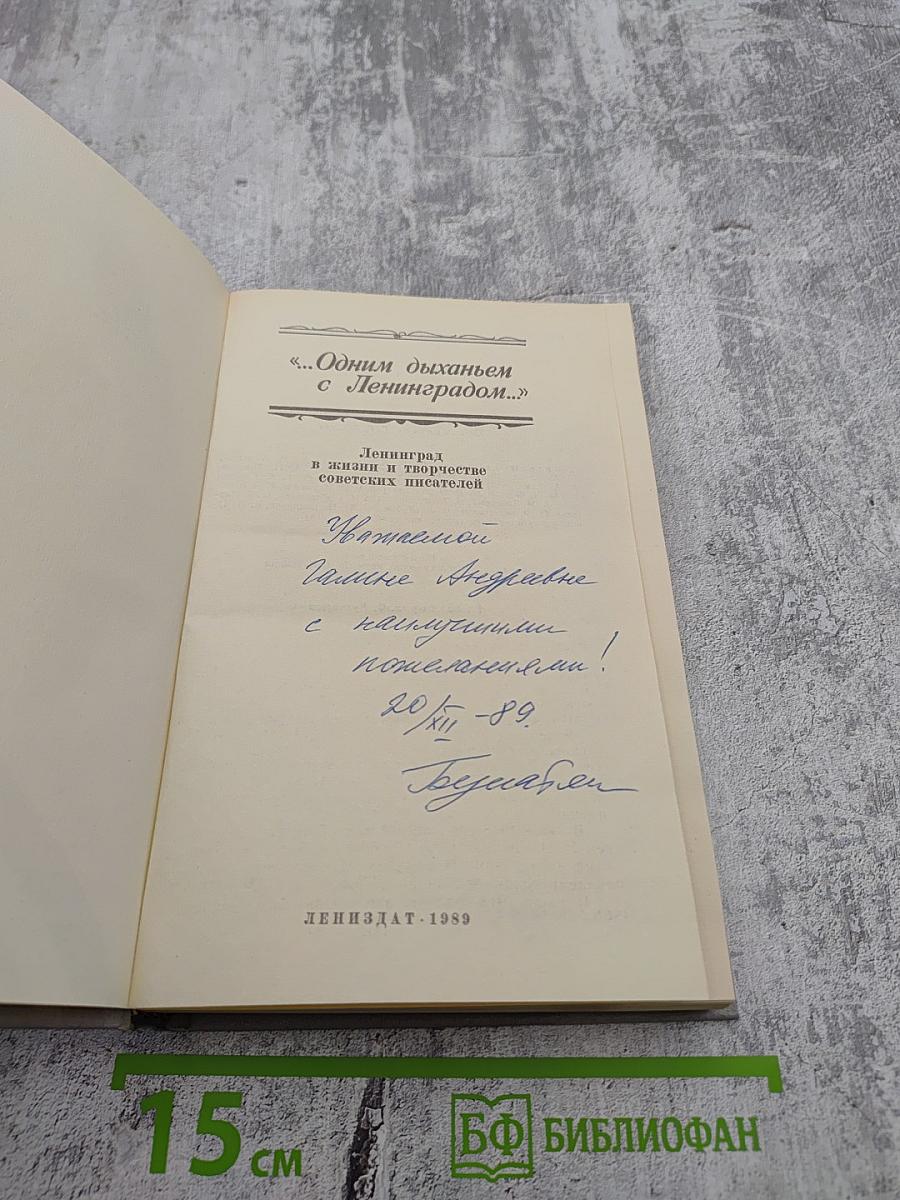 «...Одним дыханьем
с Ленинградом...»
Ленинград
в жизни и творчестве
советских писателей
Уважаемой
Галине Андреевне
с наилучшими
пожеланиями!
20/XII-89.
ЛЕНИЗДАТ · 1989
15 см
БФ БИБЛИОФАН